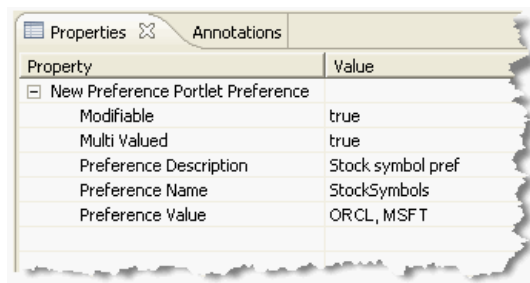 Properties Annotations
Property Value
New Preference Portlet Preference
Modifiable true
Multi Valued true
Preference Description Stock symbol pref
Preference Name StockSymbols
Preference Value ORCL, MSFT